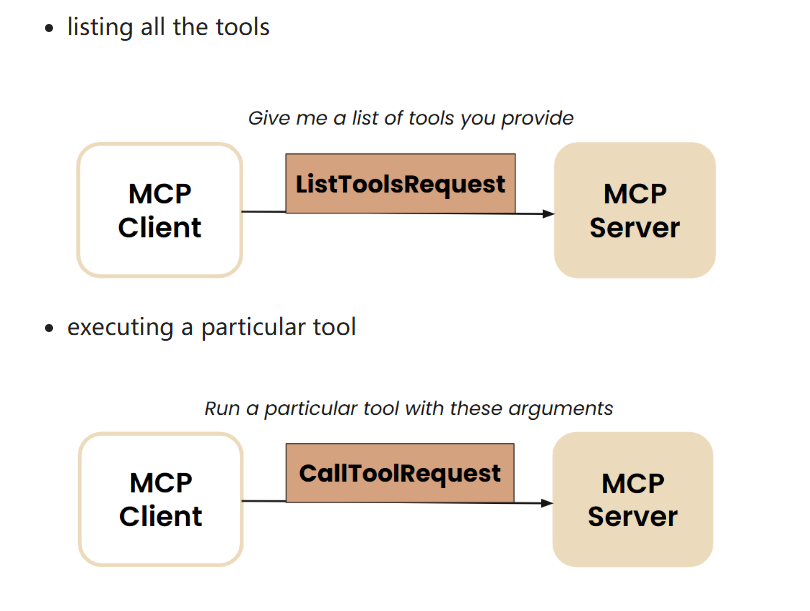 • listing all the tools
Give me a list of tools you provide
MCP
Client
ListToolsRequest
MCP
Server
• executing a particular tool
Run a particular tool with these arguments
MCP
Client
CallToolRequest
MCP
Server